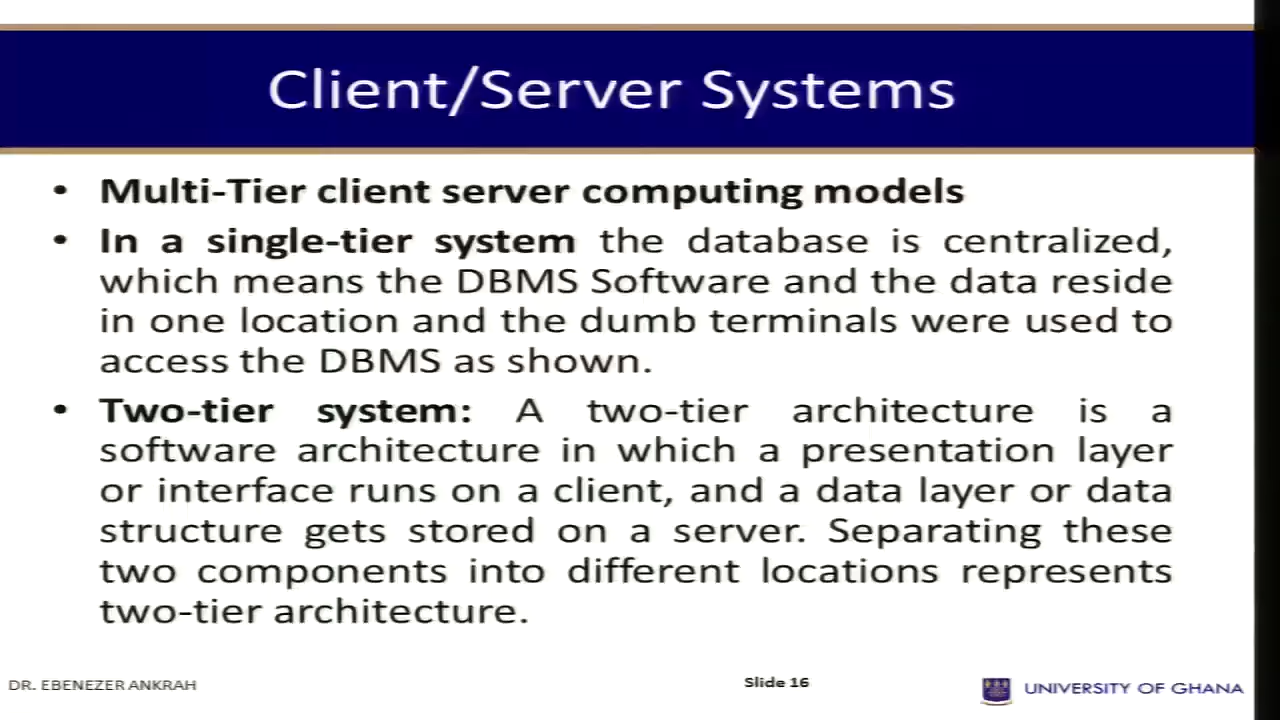 Client/Server Systems
• Multi-Tier client server computing models
• In a single-tier system the database is centralized,
which means the DBMS Software and the data reside
in one location and the dumb terminals were used to
access the DBMS as shown.
• Two-tier system: A two-tier architecture is a
software architecture in which a presentation layer
or interface runs on a client, and a data layer or data
structure gets stored on a server. Separating these
two components into different locations represents
two-tier architecture.
DR. EBENEZER ANKRAH
Slide 16
UNIVERSITY OF GHANA